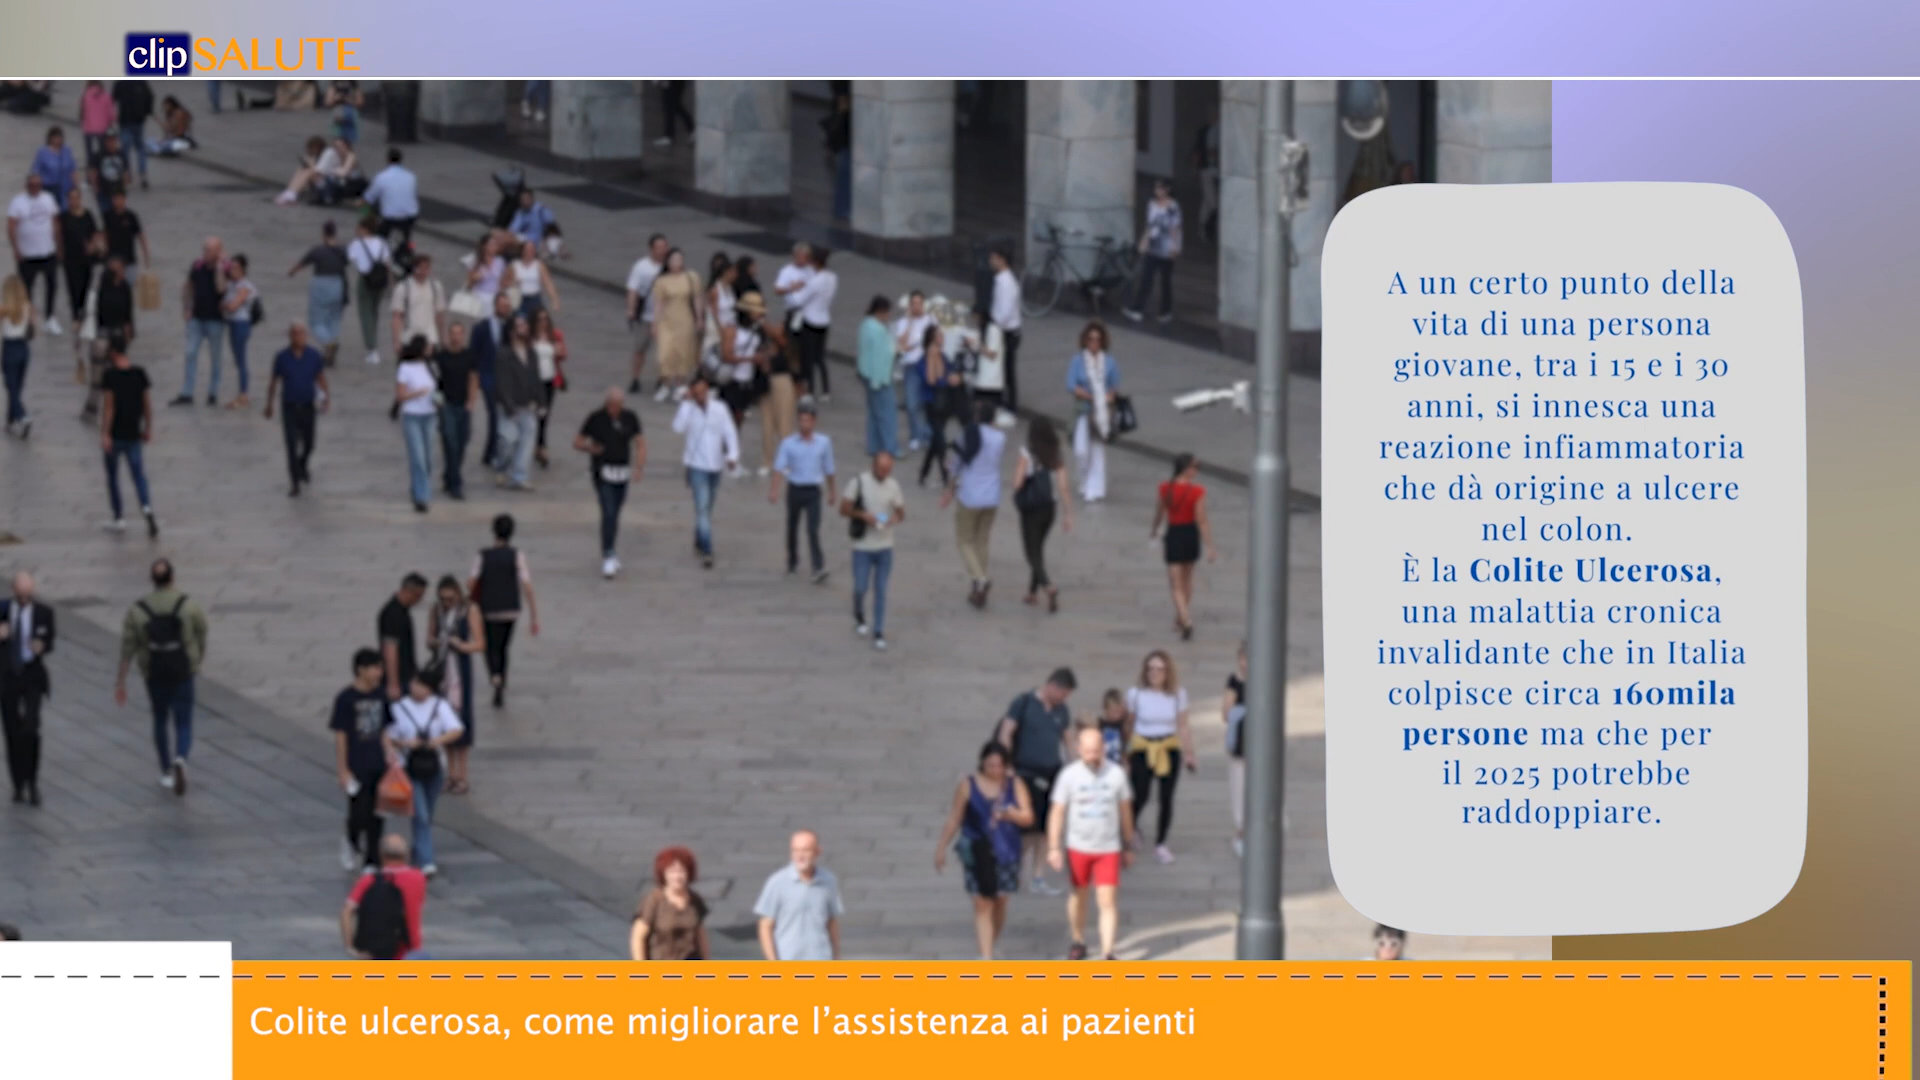 clipSALUTE
A un certo punto della
vita di una persona
giovane, tra i 15 e i 30
anni, si innesca una
reazione infiammatoria
che dà origine a ulcere
nel colon.
È la Colite Ulcerosa,
una malattia cronica
invalidante che in Italia
colpisce circa 160mila
persone ma che per
il 2025 potrebbe
raddoppiare.
Colite ulcerosa, come migliorare l’assistenza ai pazienti